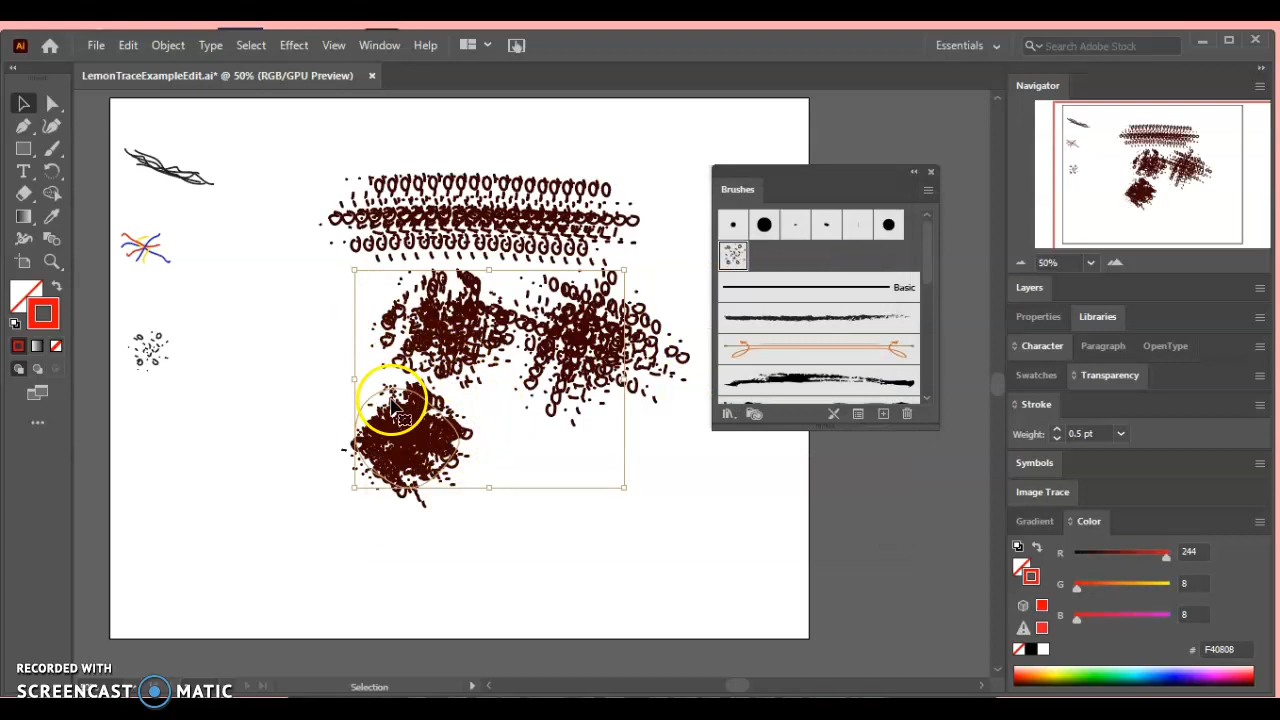 Ai File Edit Object Type Select Effect View Window Help Essentials Search Adobe Stock
LemonTraceExampleEdit.ai* @ 50% (RGB/GPU Preview)
Navigator
Brushes
50%
Basic
Layers
Properties Libraries
Character Paragraph OpenType
Swatches Transparency
Stroke
Weight: 0.5 pt
Symbols
Image Trace
Gradient Color
R 244
G 8
B 8
# F40808
RECORDED WITH
SCREENCAST MATIC
Selection